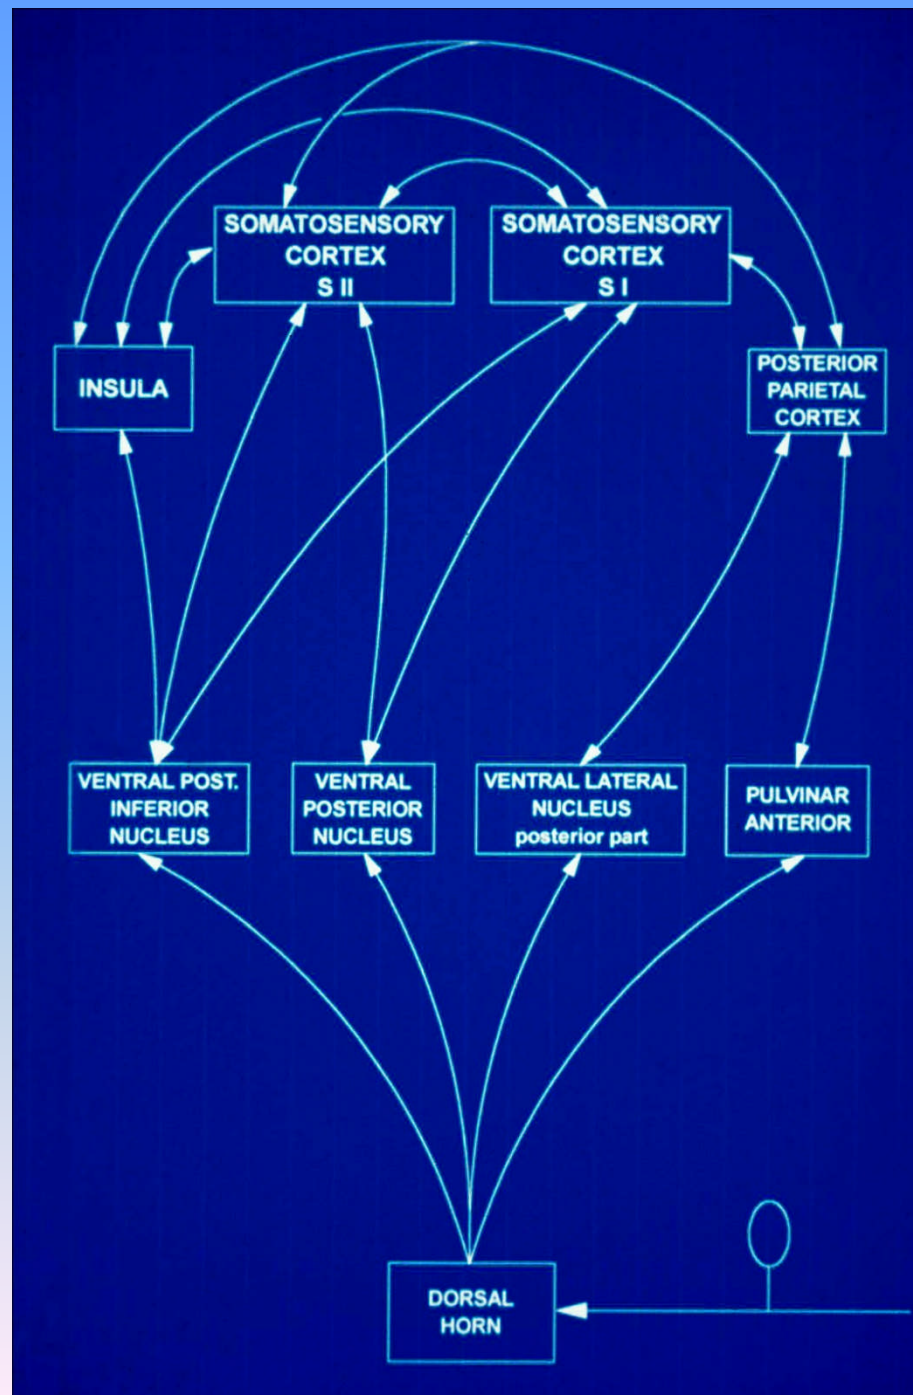 SOMATOSENSORY
CORTEX
S II
SOMATOSENSORY
CORTEX
S I
INSULA
POSTERIOR
PARIETAL
CORTEX
VENTRAL POST.
INFERIOR
NUCLEUS
VENTRAL
POSTERIOR
NUCLEUS
VENTRAL LATERAL
NUCLEUS
posterior part
PULVINAR
ANTERIOR
DORSAL
HORN